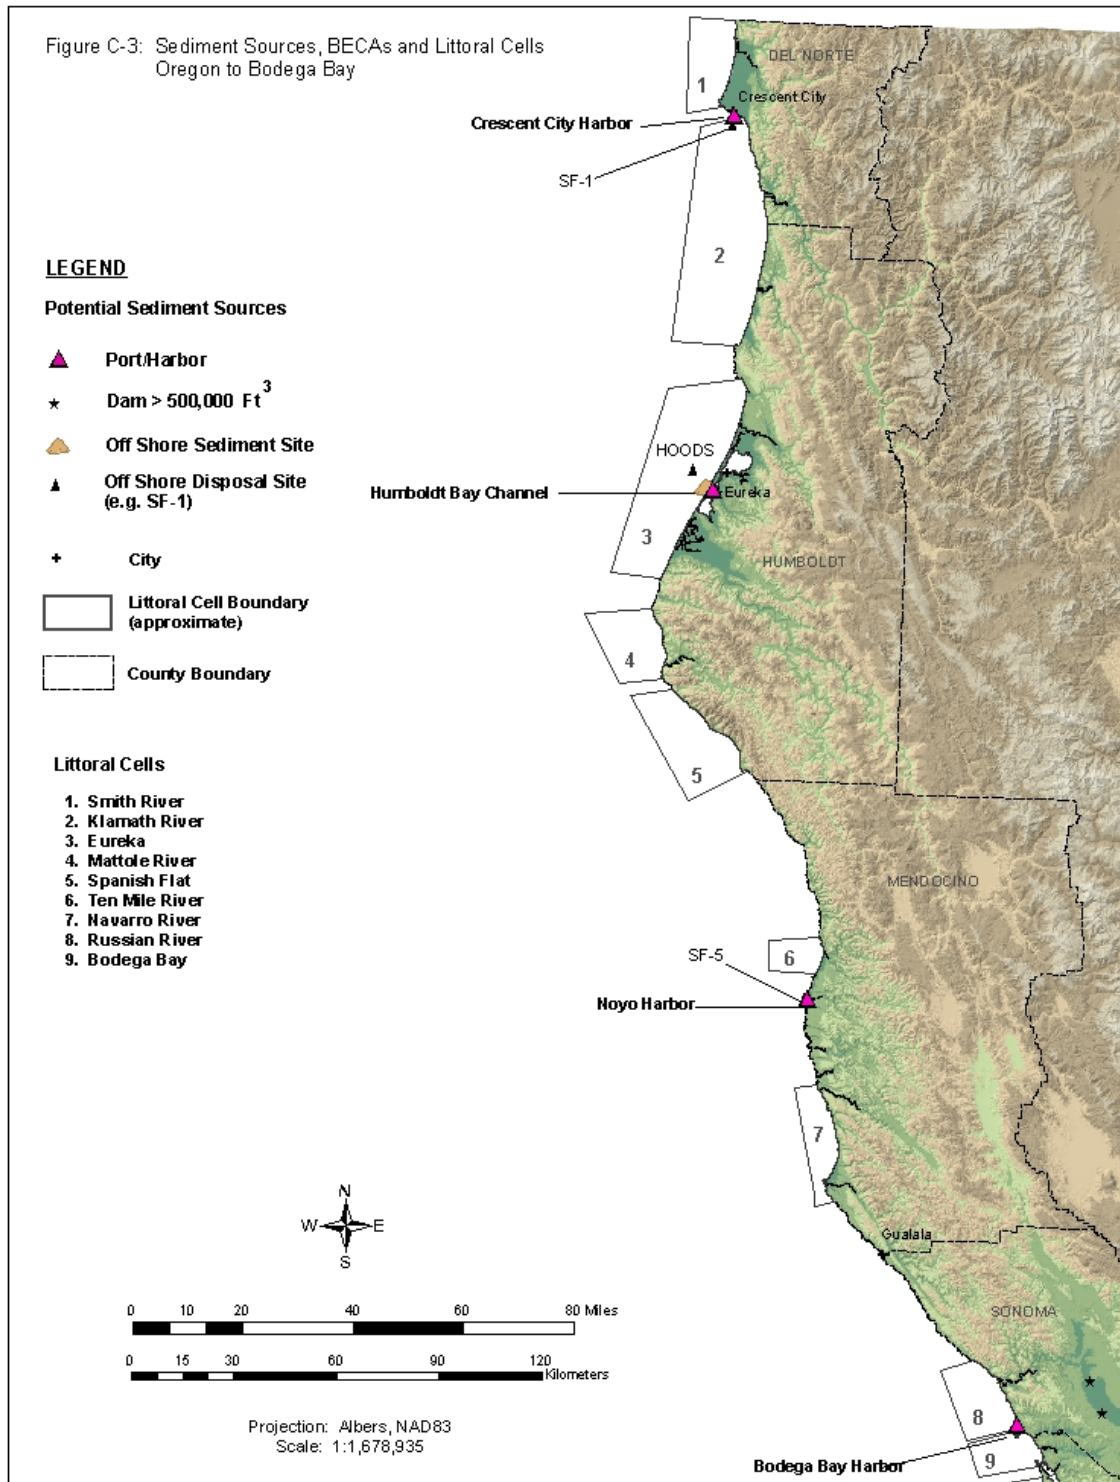 Figure C-3: Sediment Sources, BECAs and Littoral Cells
Oregon to Bodega Bay
DEL NORTE
1
Crescent City
Crescent City Harbor
SF-1
2
LEGEND
Potential Sediment Sources
Port/Harbor
Dam > 500,000 Ft3
Off Shore Sediment Site
Off Shore Disposal Site
(e.g. SF-1)
City
Littoral Cell Boundary
(approximate)
County Boundary
HOODS
Humboldt Bay Channel
Eureka
3
HUMBOLDT
4
5
Littoral Cells
1. Smith River
2. Klamath River
3. Eureka
4. Mattole River
5. Spanish Flat
6. Ten Mile River
7. Navarro River
8. Russian River
9. Bodega Bay
MENDOCINO
SF-5
6
Noyo Harbor
7
N
W E
S
Gualala
0 10 20 40 60 80 Miles
0 15 30 60 90 120
Kilometers
SONOMA
Projection: Albers, NAD83
Scale: 1:1,678,935
8
Bodega Bay Harbor
9